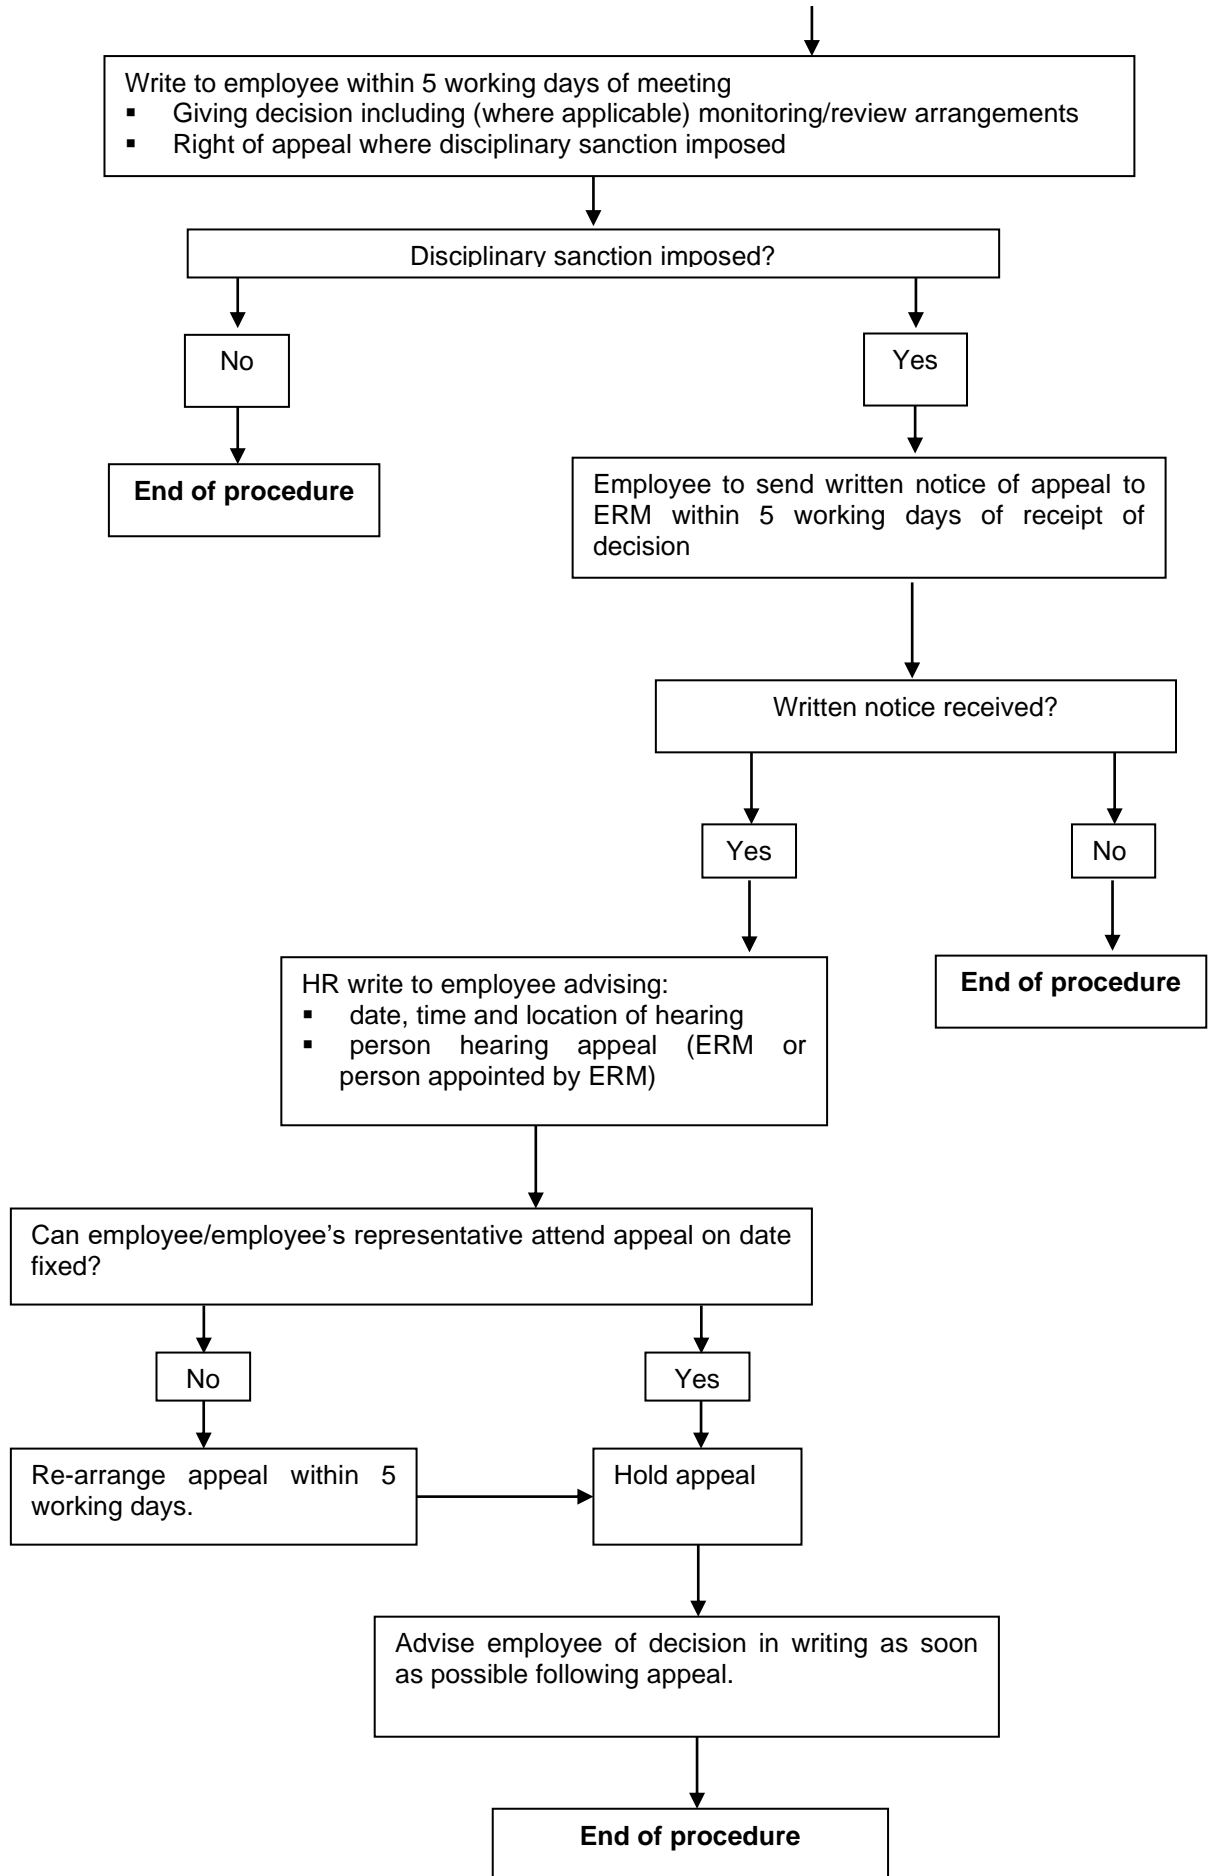 Write to employee within 5 working days of meeting
▪ Giving decision including (where applicable) monitoring/review arrangements
▪ Right of appeal where disciplinary sanction imposed
Disciplinary sanction imposed?
No
Yes
End of procedure
Employee to send written notice of appeal to
ERM within 5 working days of receipt of
decision
Written notice received?
Yes
No
End of procedure
HR write to employee advising:
▪ date, time and location of hearing
▪ person hearing appeal (ERM or
person appointed by ERM)
Can employee/employee’s representative attend appeal on date
fixed?
No
Yes
Re-arrange appeal within 5
working days.
Hold appeal
Advise employee of decision in writing as soon
as possible following appeal.
End of procedure